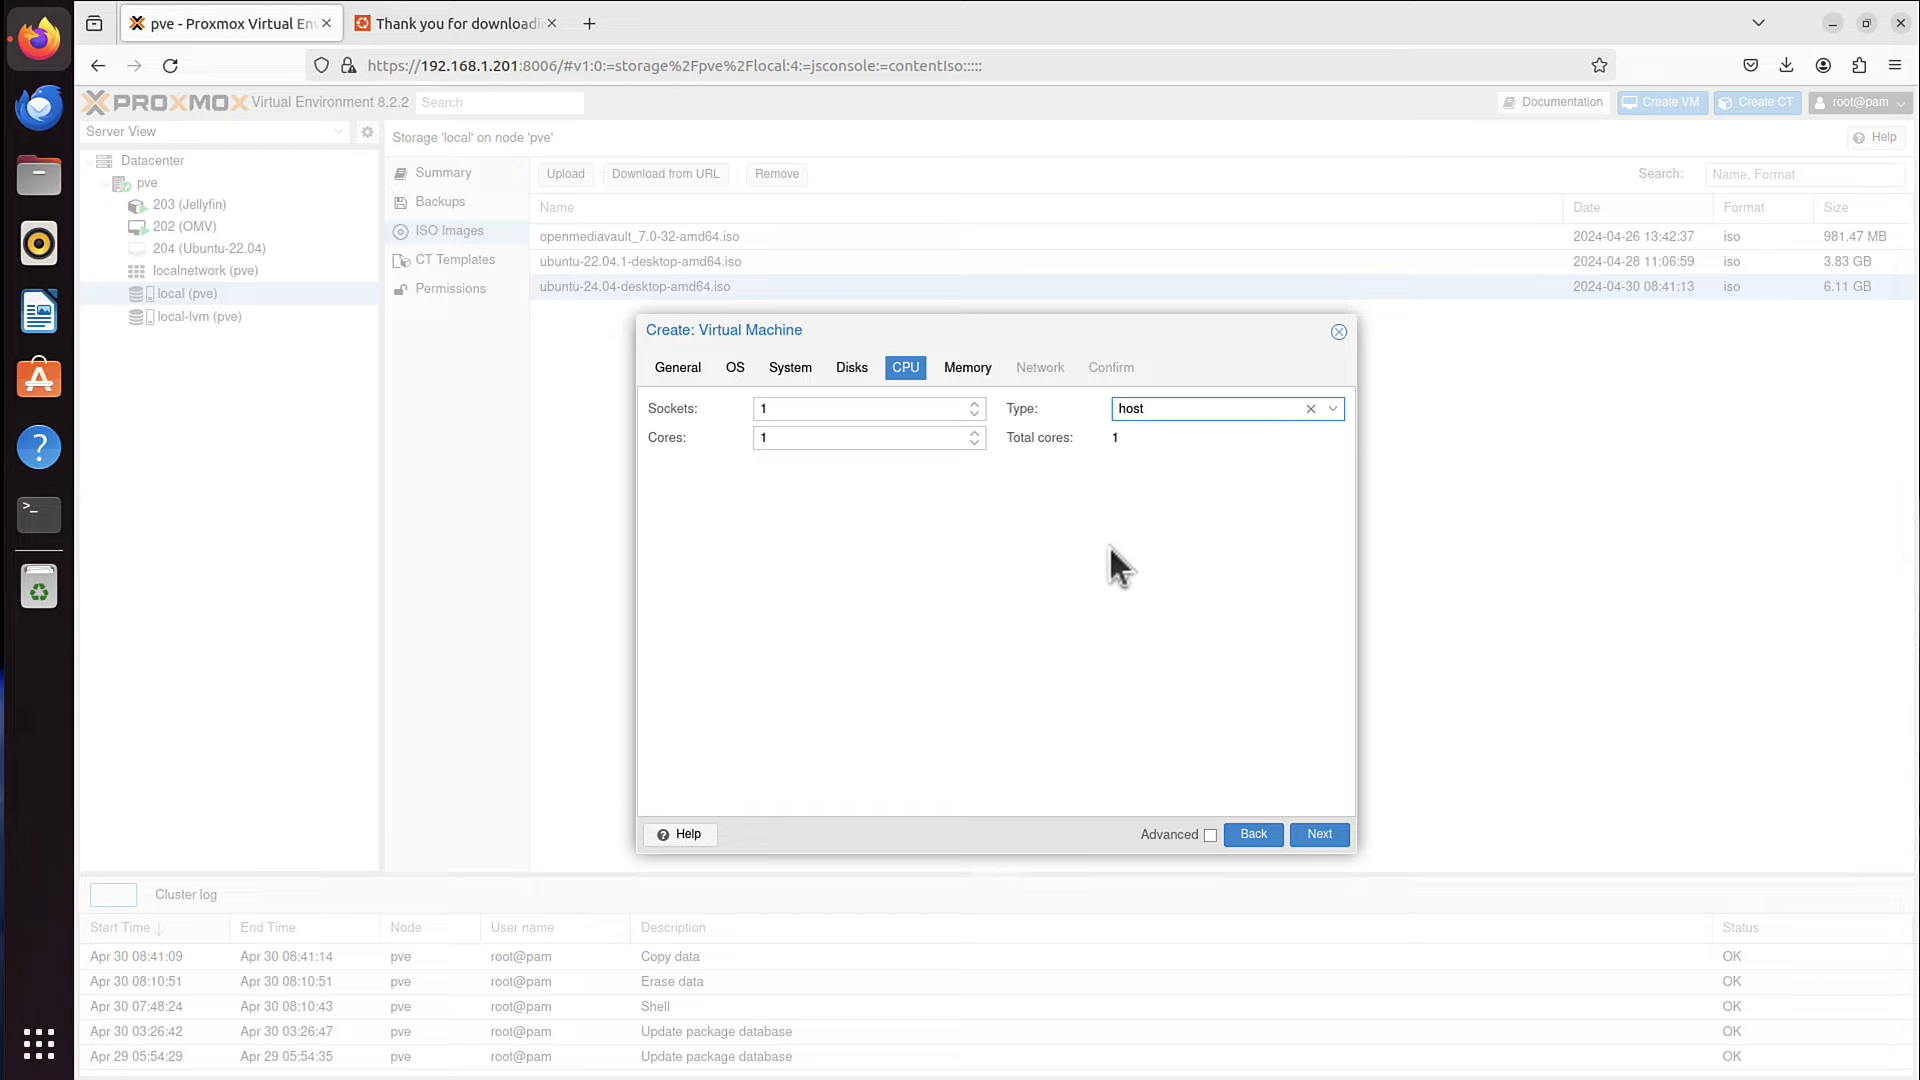 pve - Proxmox Virtual En
Thank you for downloadi
https://192.168.1.201:8006/#v1:0:=storage%2Fpve%2Flocal:4:=jsconsole:=contentIso:::::
PROXMOX Virtual Environment 8.2.2
Search
Documentation
Create VM
Create CT
root@pam
Server View
Storage 'local' on node 'pve'
Help
Datacenter
pve
203 (Jellyfin)
202 (OMV)
204 (Ubuntu-22.04)
localnetwork (pve)
local (pve)
local-lvm (pve)
Summary
Backups
ISO Images
CT Templates
Permissions
Upload
Download from URL
Remove
Search:
Name, Format
Name Date Format Size
openmediavault_7.0-32-amd64.iso 2024-04-26 13:42:37 iso 981.47 MB
ubuntu-22.04.1-desktop-amd64.iso 2024-04-28 11:06:59 iso 3.83 GB
ubuntu-24.04-desktop-amd64.iso 2024-04-30 08:41:13 iso 6.11 GB
Create: Virtual Machine
General OS System Disks CPU Memory Network Confirm
Sockets: 1 Type: host
Cores: 1 Total cores: 1
Help
Advanced
Back
Next
Cluster log
Start Time End Time Node User name Description Status
Apr 30 08:41:09 Apr 30 08:41:14 pve root@pam Copy data OK
Apr 30 08:10:51 Apr 30 08:10:51 pve root@pam Erase data OK
Apr 30 07:48:24 Apr 30 08:10:43 pve root@pam Shell OK
Apr 30 03:26:42 Apr 30 03:26:47 pve root@pam Update package database OK
Apr 29 05:54:29 Apr 29 05:54:35 pve root@pam Update package database OK